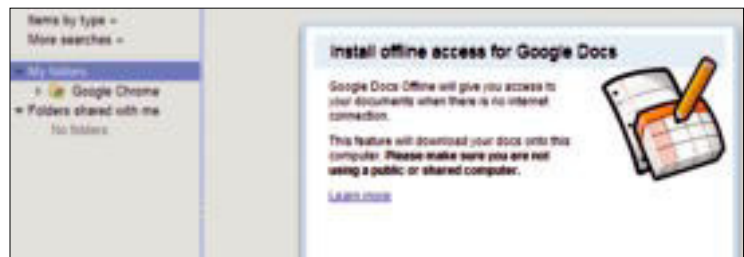 Items by type
More searches
My folders
Google Chrome
Folders shared with me
No folders
Install offline access for Google Docs
Google Docs Offline will give you access to
your documents when there is no internet
connection.
This feature will download your docs onto this
computer. Please make sure you are not
using a public or shared computer.
Learn more